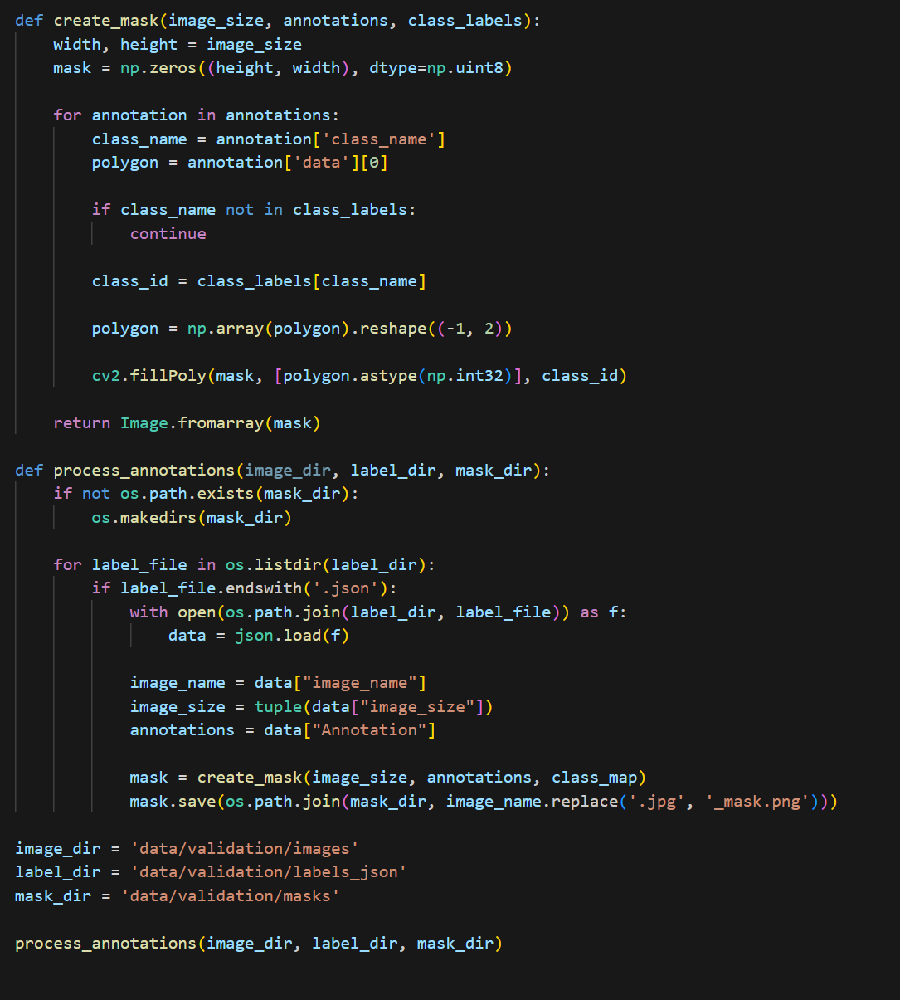 def create_mask(image_size, annotations, class_labels):
    width, height = image_size
    mask = np.zeros((height, width), dtype=np.uint8)

    for annotation in annotations:
        class_name = annotation['class_name']
        polygon = annotation['data'][0]

        if class_name not in class_labels:
            continue

        class_id = class_labels[class_name]

        polygon = np.array(polygon).reshape((-1, 2))

        cv2.fillPoly(mask, [polygon.astype(np.int32)], class_id)

    return Image.fromarray(mask)

def process_annotations(image_dir, label_dir, mask_dir):
    if not os.path.exists(mask_dir):
        os.makedirs(mask_dir)

    for label_file in os.listdir(label_dir):
        if label_file.endswith('.json'):
            with open(os.path.join(label_dir, label_file)) as f:
                data = json.load(f)

            image_name = data["image_name"]
            image_size = tuple(data["image_size"])
            annotations = data["Annotation"]

            mask = create_mask(image_size, annotations, class_map)
            mask.save(os.path.join(mask_dir, image_name.replace('.jpg', '_mask.png')))

image_dir = 'data/validation/images'
label_dir = 'data/validation/labels_json'
mask_dir = 'data/validation/masks'

process_annotations(image_dir, label_dir, mask_dir)